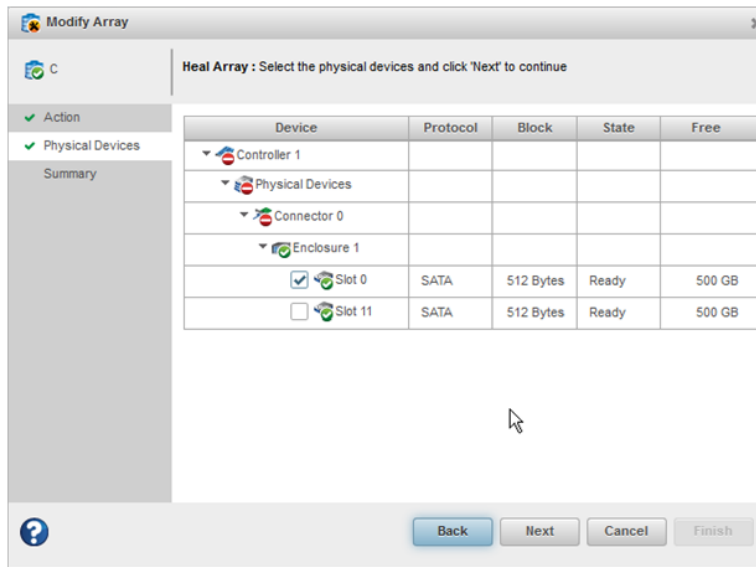 Modify Array
C
Heal Array : Select the physical devices and click 'Next' to continue
Action
Physical Devices
Summary
Device Protocol Block State Free
Controller 1
Physical Devices
Connector 0
Enclosure 1
Slot 0 SATA 512 Bytes Ready 500 GB
Slot 11 SATA 512 Bytes Ready 500 GB
? Back Next Cancel Finish